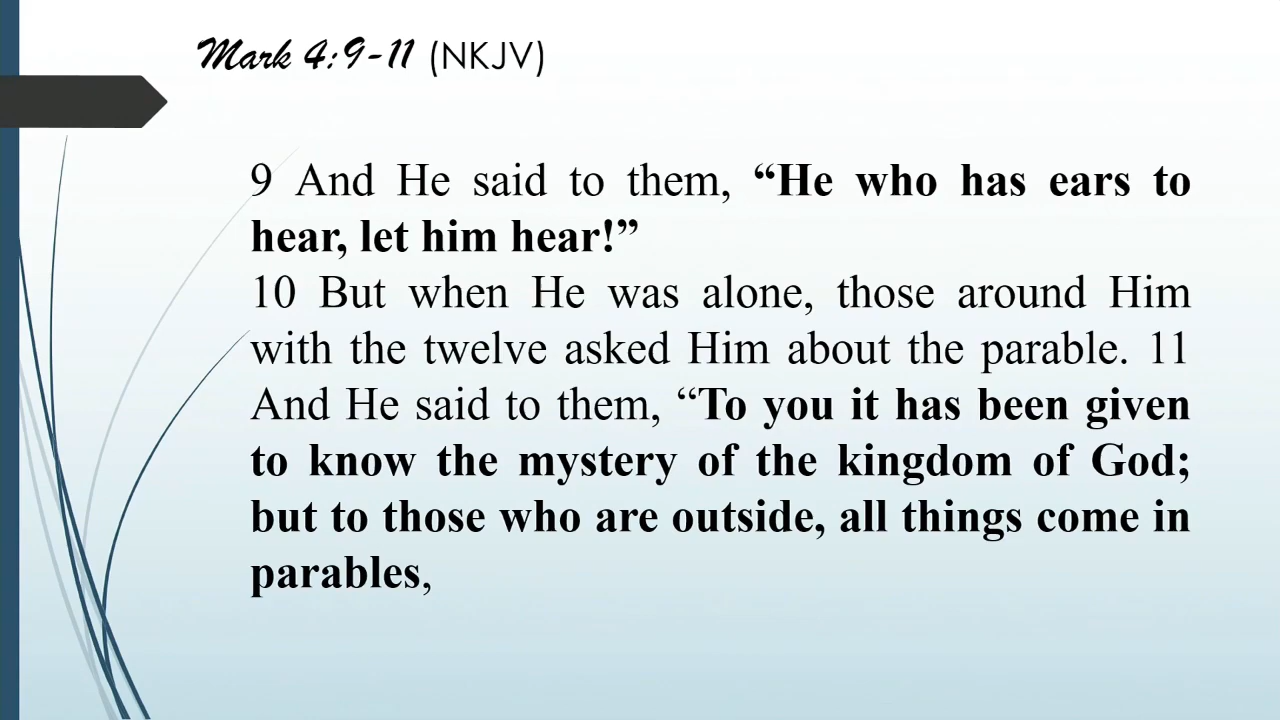 Mark 4:9-11 (NKJV)
9 And He said to them, “He who has ears to
hear, let him hear!”
10 But when He was alone, those around Him
with the twelve asked Him about the parable. 11
And He said to them, “To you it has been given
to know the mystery of the kingdom of God;
but to those who are outside, all things come in
parables,